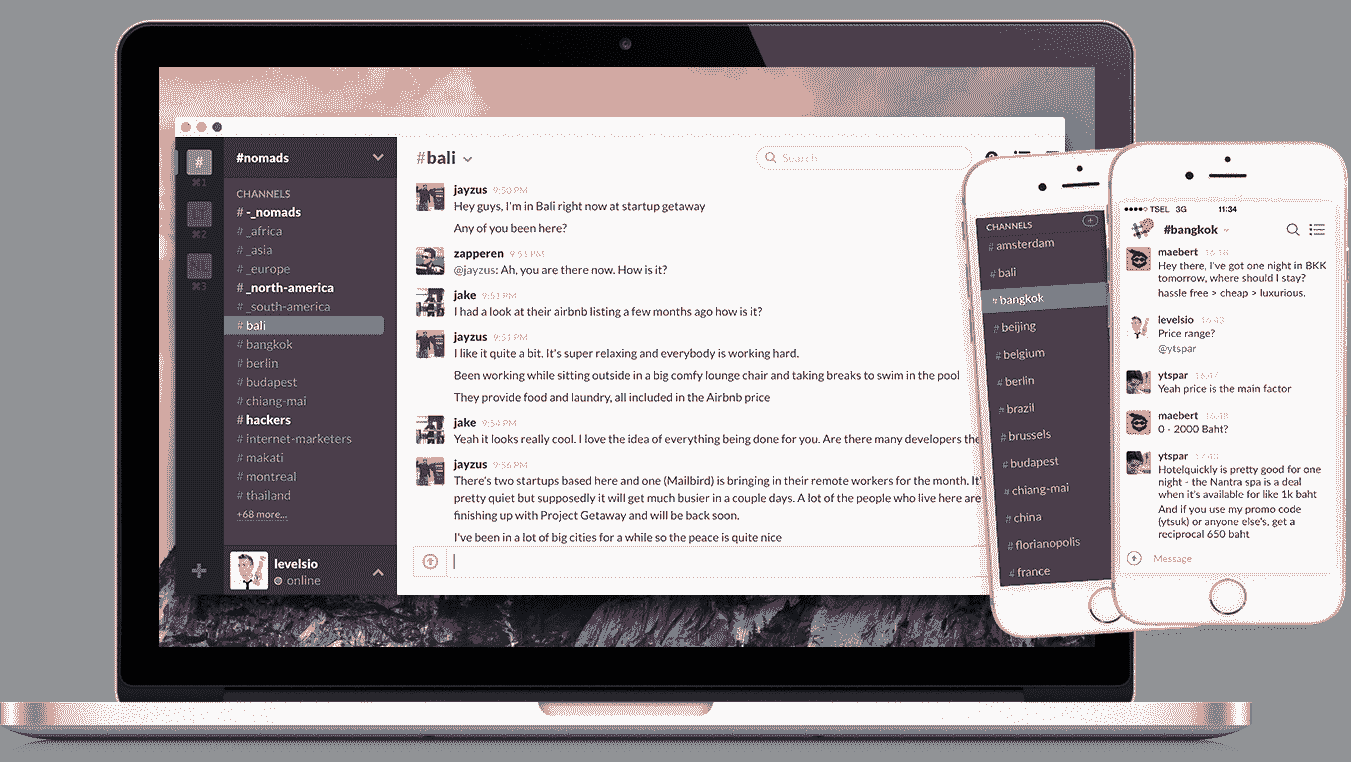 #
⌘1
⌘2
⌘3
#nomads
CHANNELS
# -_nomads
# _africa
# _asia
# _europe
# _north-america
# _south-america
# bali
# bangkok
# berlin
# budapest
# chiang-mai
# hackers
# internet-marketers
# makati
# montreal
# thailand
+68 more...
levelsio
online
#bali
Search
jayzus 9:50 PM
Hey guys, I'm in Bali right now at startup getaway
Any of you been here?
zapperen 9:51 PM
@jayzus: Ah, you are there now. How is it?
jake 9:51 PM
I had a look at their airbnb listing a few months ago how is it?
jayzus 9:51 PM
I like it quite a bit. It's super relaxing and everybody is working hard.
Been working while sitting outside in a big comfy lounge chair and taking breaks to swim in the pool
They provide food and laundry, all included in the Airbnb price
jake 9:54 PM
Yeah it looks really cool. I love the idea of everything being done for you. Are there many developers the
jayzus 9:56 PM
There's two startups based here and one (Mailbird) is bringing in their remote workers for the month. It'
pretty quiet but supposedly it will get much busier in a couple days. A lot of the people who live here are
finishing up with Project Getaway and will be back soon.
I've been in a lot of big cities for a while so the peace is quite nice
CHANNELS
# amsterdam
# bali
# bangkok
# beijing
# belgium
# berlin
# brazil
# brussels
# budapest
# chiang-mai
# china
# florianopolis
# france
TSEL 3G 11:34
#bangkok
maebert 16:18
Hey there, I've got one night in BKK
tomorrow, where should I stay?
hassle free > cheap > luxurious.
levelsio 16:43
Price range?
@ytspar
ytspar 16:47
Yeah price is the main factor
maebert 16:48
0 - 2000 Baht?
ytspar
Hotelquickly is pretty good for one
night - the Nantra spa is a deal
when it's available for like 1k baht
And if you use my promo code
(ytsuk) or anyone else's, get a
reciprocal 650 baht
Message